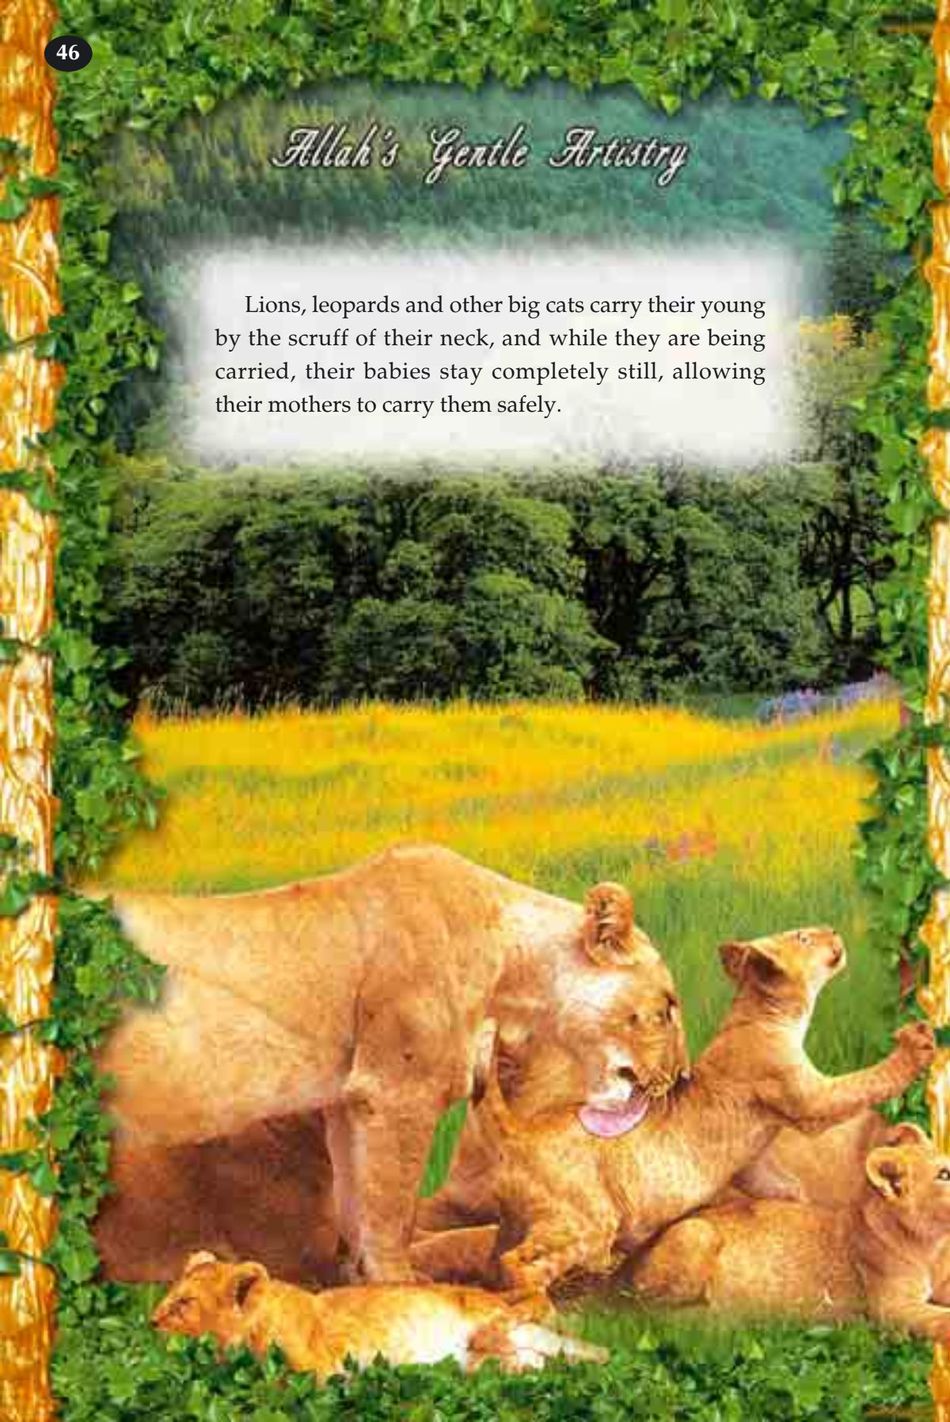 46
Allah's Gentle Artistry
Lions, leopards and other big cats carry their young
by the scruff of their neck, and while they are being
carried, their babies stay completely still, allowing
their mothers to carry them safely.